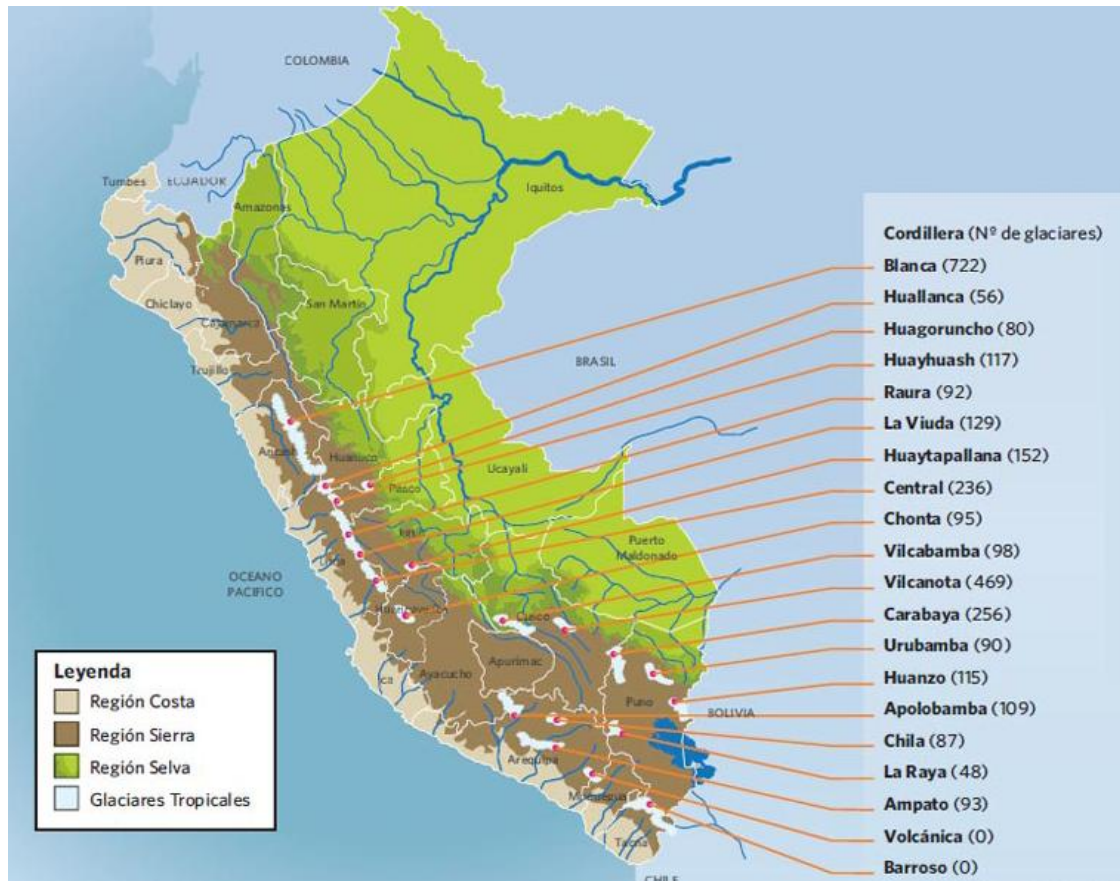 COLOMBIA
Tumbes
ECUADOR
Amazonas
Iquitos
Piura
Chiclayo
San Martín
Cajamarca
Trujillo
BRASIL
Ancash
Huanuco
Pasco
Ucayali
Junín
Lima
Puerto
Maldonado
OCEANO
PACIFICO
Huancavelica
Cusco
Apurimac
Ayacucho
Ica
Puno
BOLIVIA
Arequipa
Moquegua
Tacna
CHILE
Cordillera (Nº de glaciares)
Blanca (722)
Huallanca (56)
Huagoruncho (80)
Huayhuash (117)
Raura (92)
La Viuda (129)
Huaytapallana (152)
Central (236)
Chonta (95)
Vilcabamba (98)
Vilcanota (469)
Carabaya (256)
Urubamba (90)
Huanzo (115)
Apolobamba (109)
Chila (87)
La Raya (48)
Ampato (93)
Volcánica (0)
Barroso (0)
Leyenda
Región Costa
Región Sierra
Región Selva
Glaciares Tropicales